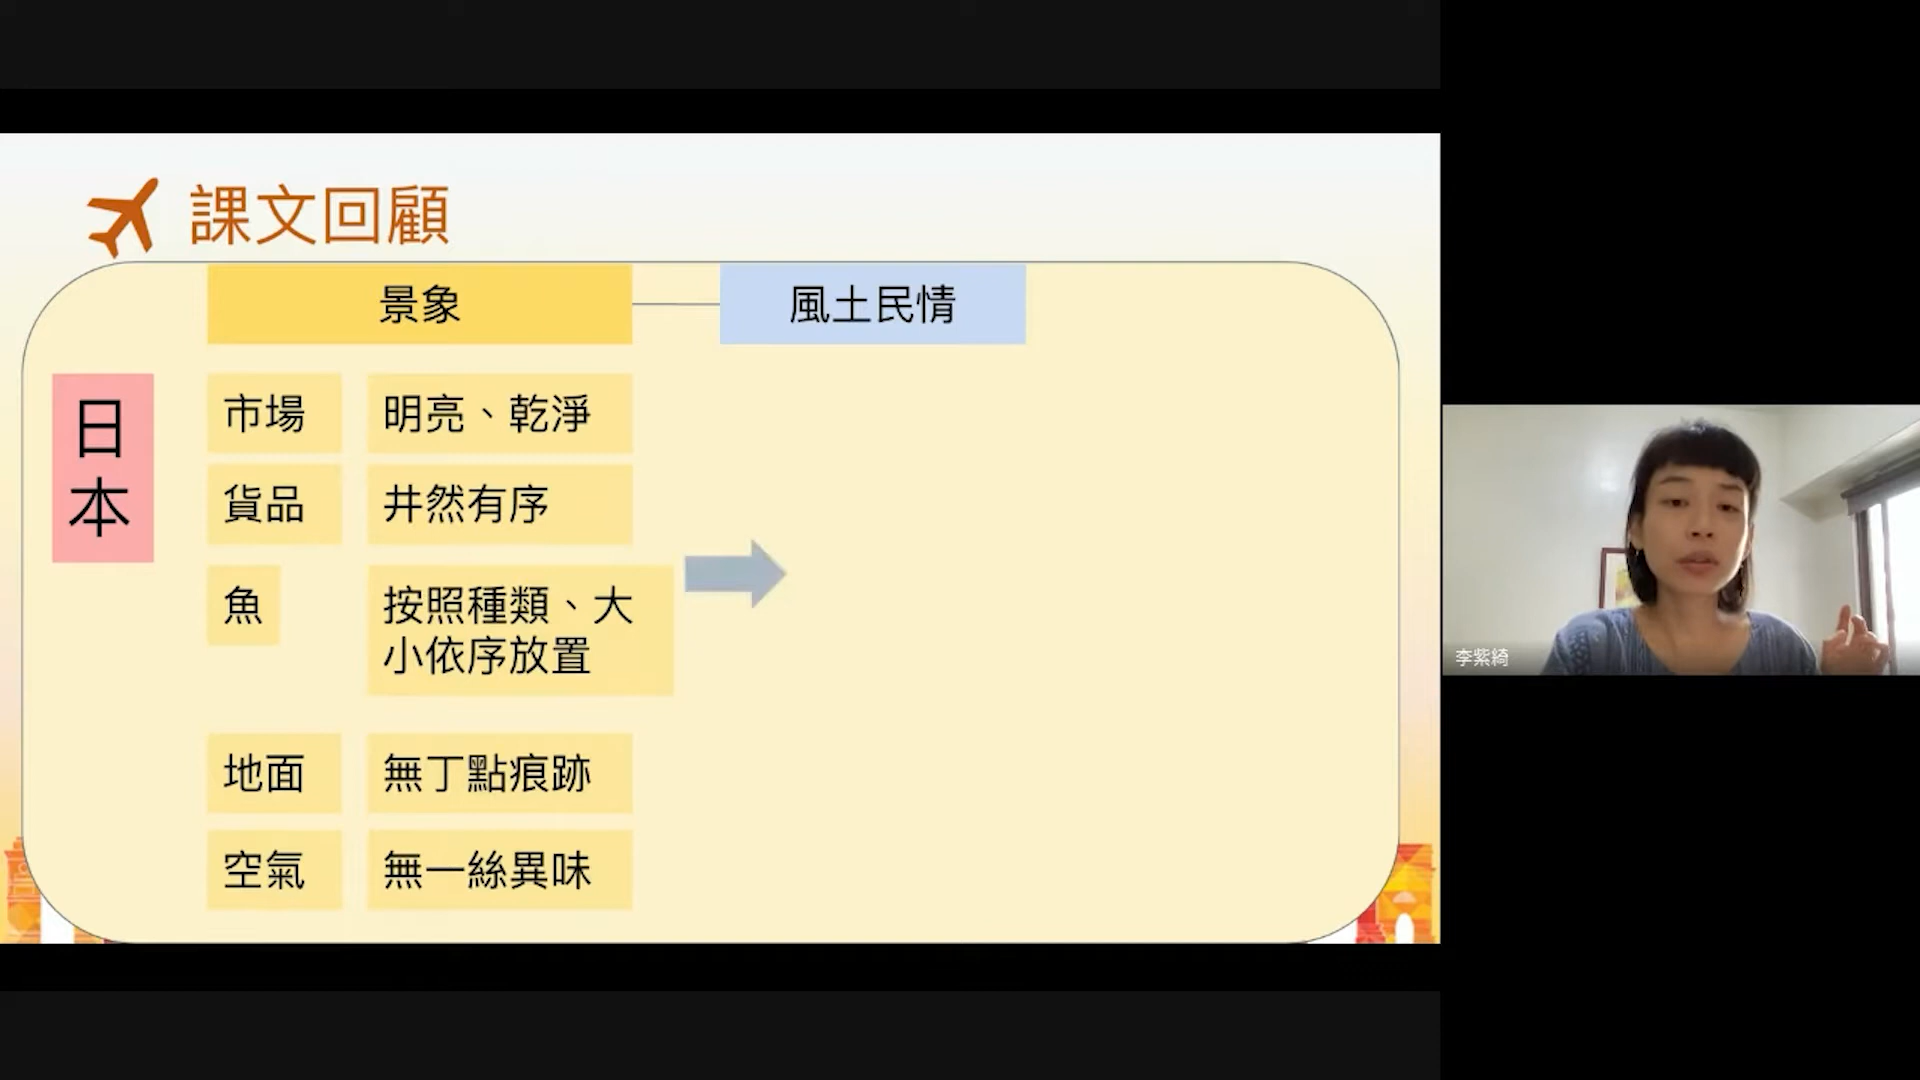 課文回顧
景象
風土民情
日
本
市場
明亮、乾淨
貨品
井然有序
魚
按照種類、大
小依序放置
地面
無丁點痕跡
空氣
無一絲異味
李紫綺